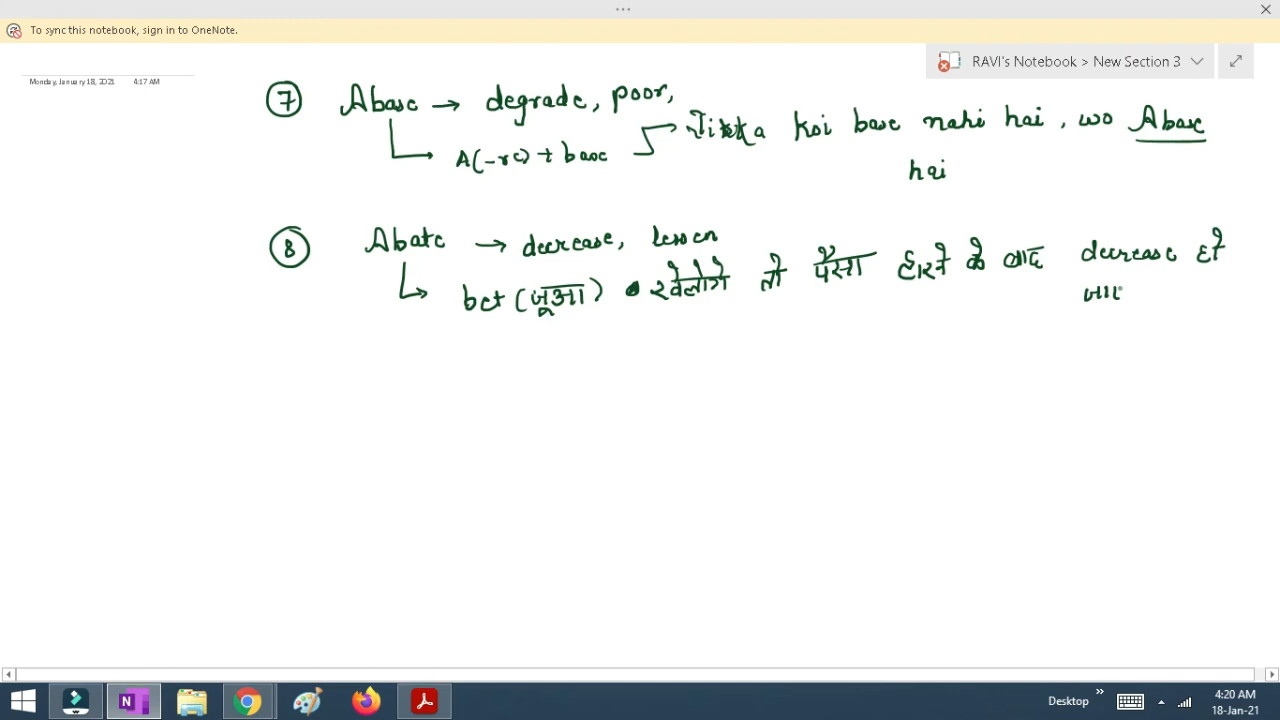 To sync this notebook, sign in to OneNote.
RAVI's Notebook > New Section 3
Monday, January 18, 2021 4:17 AM
7 Abase → degrade, poor,
A(-ve) + base Jiska koi base nahi hai, wo Abase
hai
8 Abate → decrease, lessen
bet (जूआ) खेलोगे तो पैसा हारने के बाद decrease हो
जाए
Desktop
4:20 AM
18-Jan-21